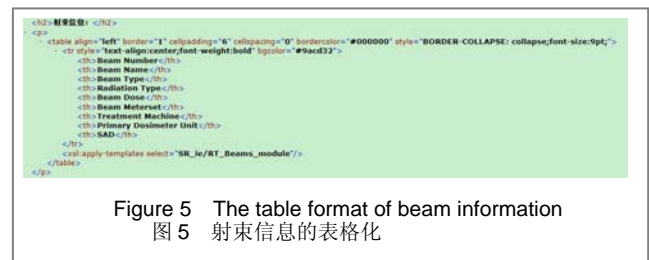 <h2>射束信息: </h2>
- <p>
- <table align="left" border="1" cellpadding="6" cellspacing="0" bordercolor="#000000" style="BORDER-COLLAPSE: collapse;font-size:9pt;">
- <tr style="text-align:center;font-weight:bold" bgcolor="#9acd32">
<th>Beam Number</th>
<th>Beam Name</th>
<th>Beam Type</th>
<th>Radiation Type</th>
<th>Beam Dose</th>
<th>Beam Meterset</th>
<th>Treatment Machine</th>
<th>Primary Dosimeter Unit</th>
<th>SAD</th>
</tr>
<xsl:apply-templates select="SR_ie/RT_Beams_module"/>
</table>
</p>
Figure 5 The table format of beam information
图 5 射束信息的表格化